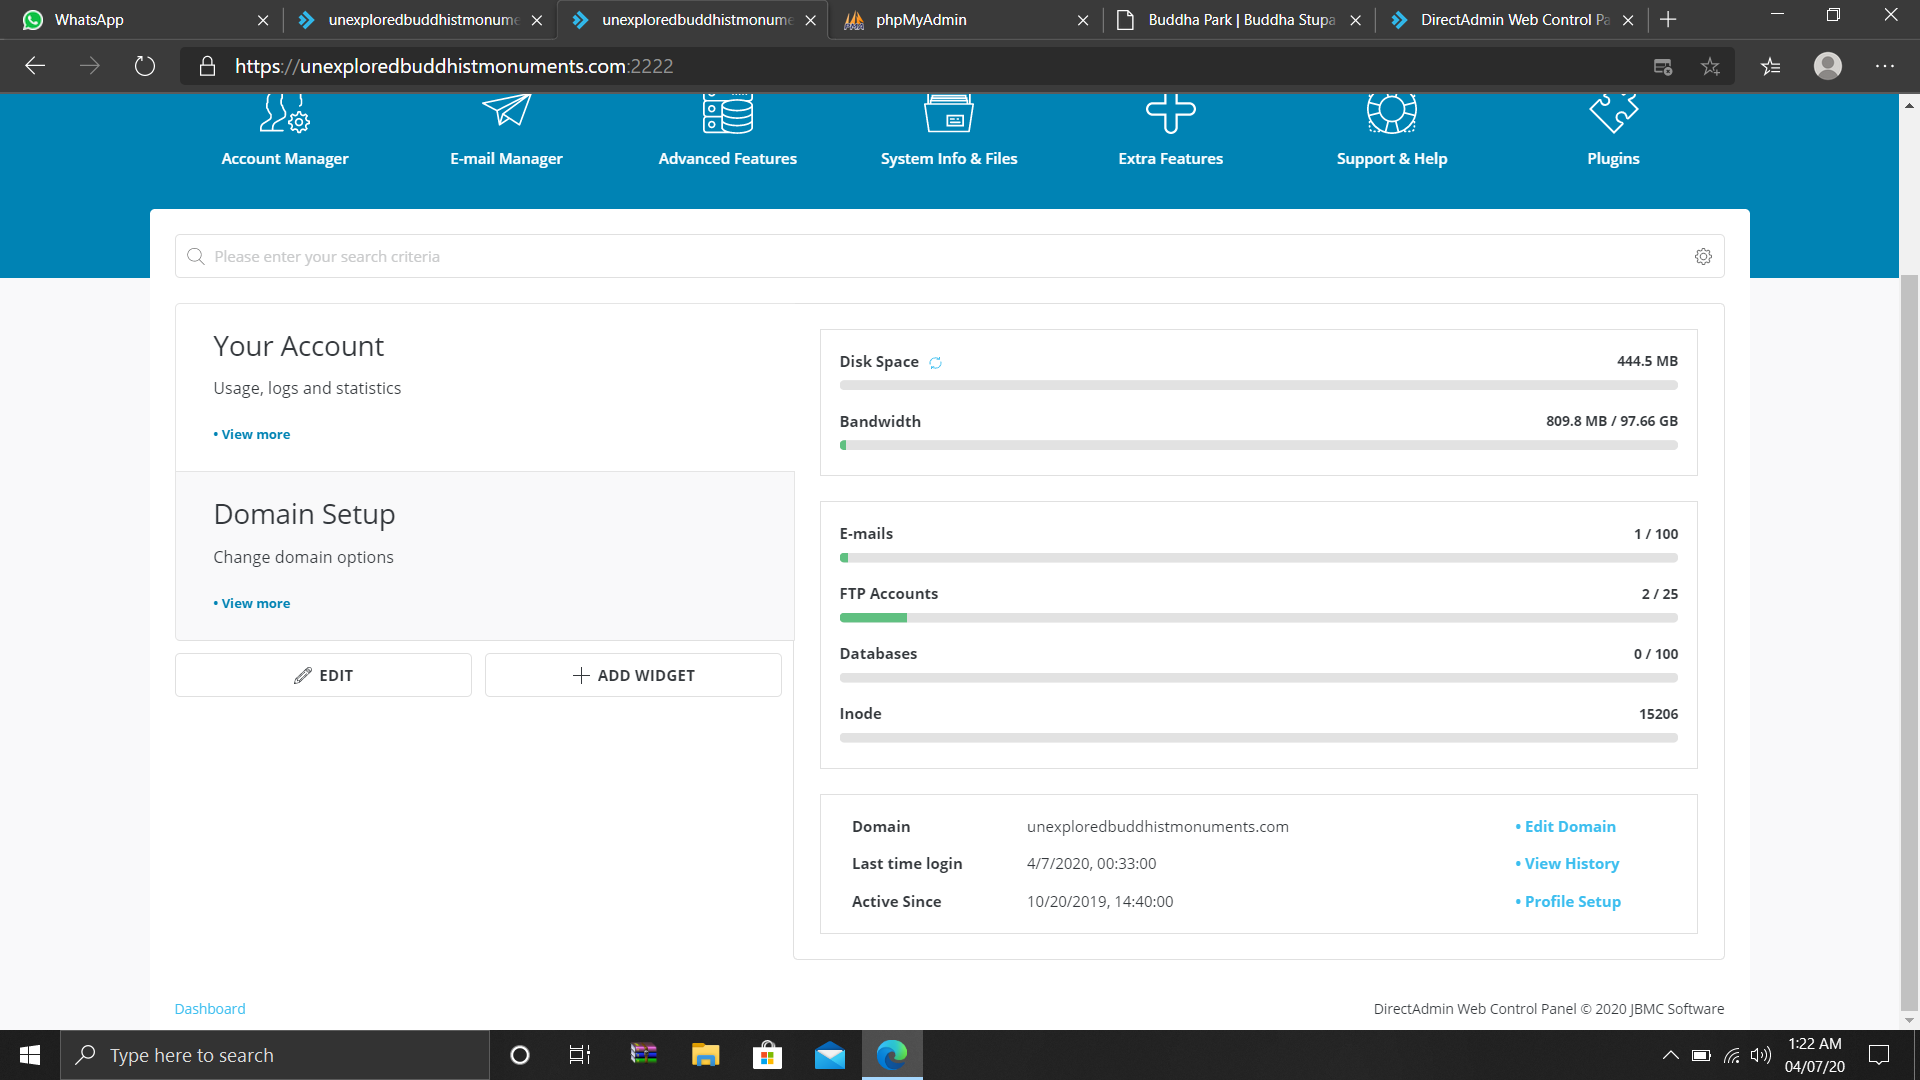 WhatsApp
unexploredbuddhistmonume
unexploredbuddhistmonume
phpMyAdmin
Buddha Park | Buddha Stupa
DirectAdmin Web Control Pa
https://unexploredbuddhistmonuments.com:2222
Account Manager
E-mail Manager
Advanced Features
System Info & Files
Extra Features
Support & Help
Plugins
Please enter your search criteria
Your Account
Usage, logs and statistics
• View more
Domain Setup
Change domain options
• View more
EDIT
ADD WIDGET
Disk Space 444.5 MB
Bandwidth 809.8 MB / 97.66 GB
E-mails 1 / 100
FTP Accounts 2 / 25
Databases 0 / 100
Inode 15206
Domain unexploredbuddhistmonuments.com • Edit Domain
Last time login 4/7/2020, 00:33:00 • View History
Active Since 10/20/2019, 14:40:00 • Profile Setup
Dashboard
DirectAdmin Web Control Panel © 2020 JBMC Software
Type here to search
1:22 AM
04/07/20